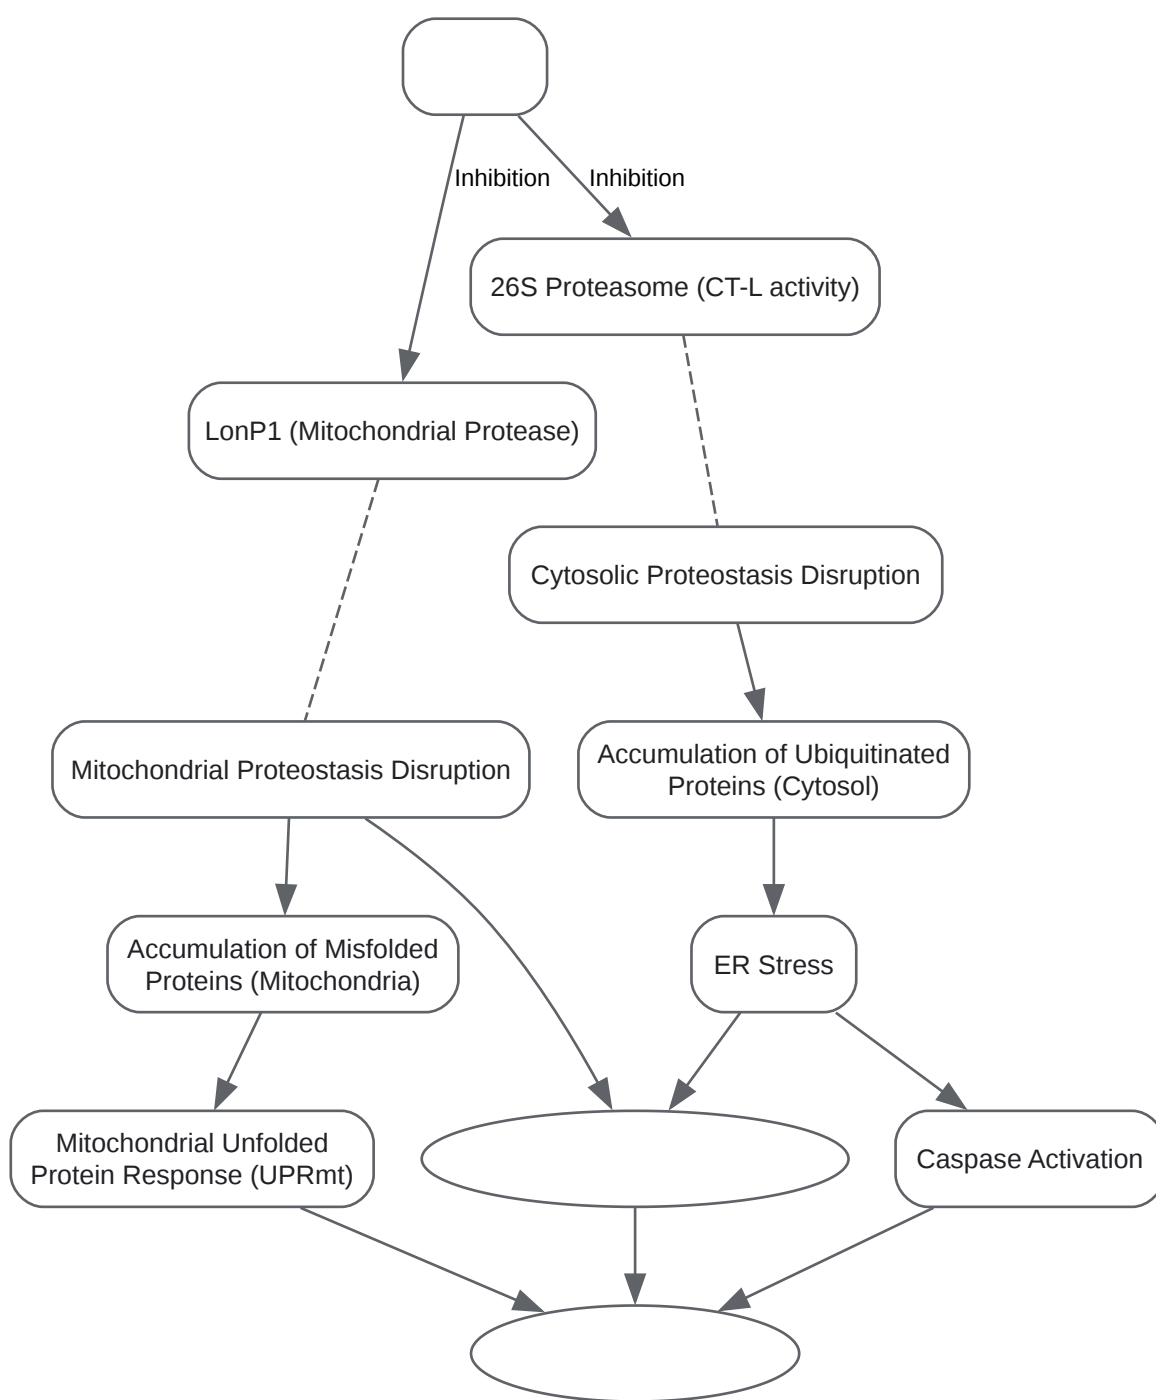 Inhibition
Inhibition
26S Proteasome (CT-L activity)
LonP1 (Mitochondrial Protease)
Cytosolic Proteostasis Disruption
Mitochondrial Proteostasis Disruption
Accumulation of Ubiquitinated
Proteins (Cytosol)
Accumulation of Misfolded
Proteins (Mitochondria)
ER Stress
Mitochondrial Unfolded
Protein Response (UPRmt)
Caspase Activation